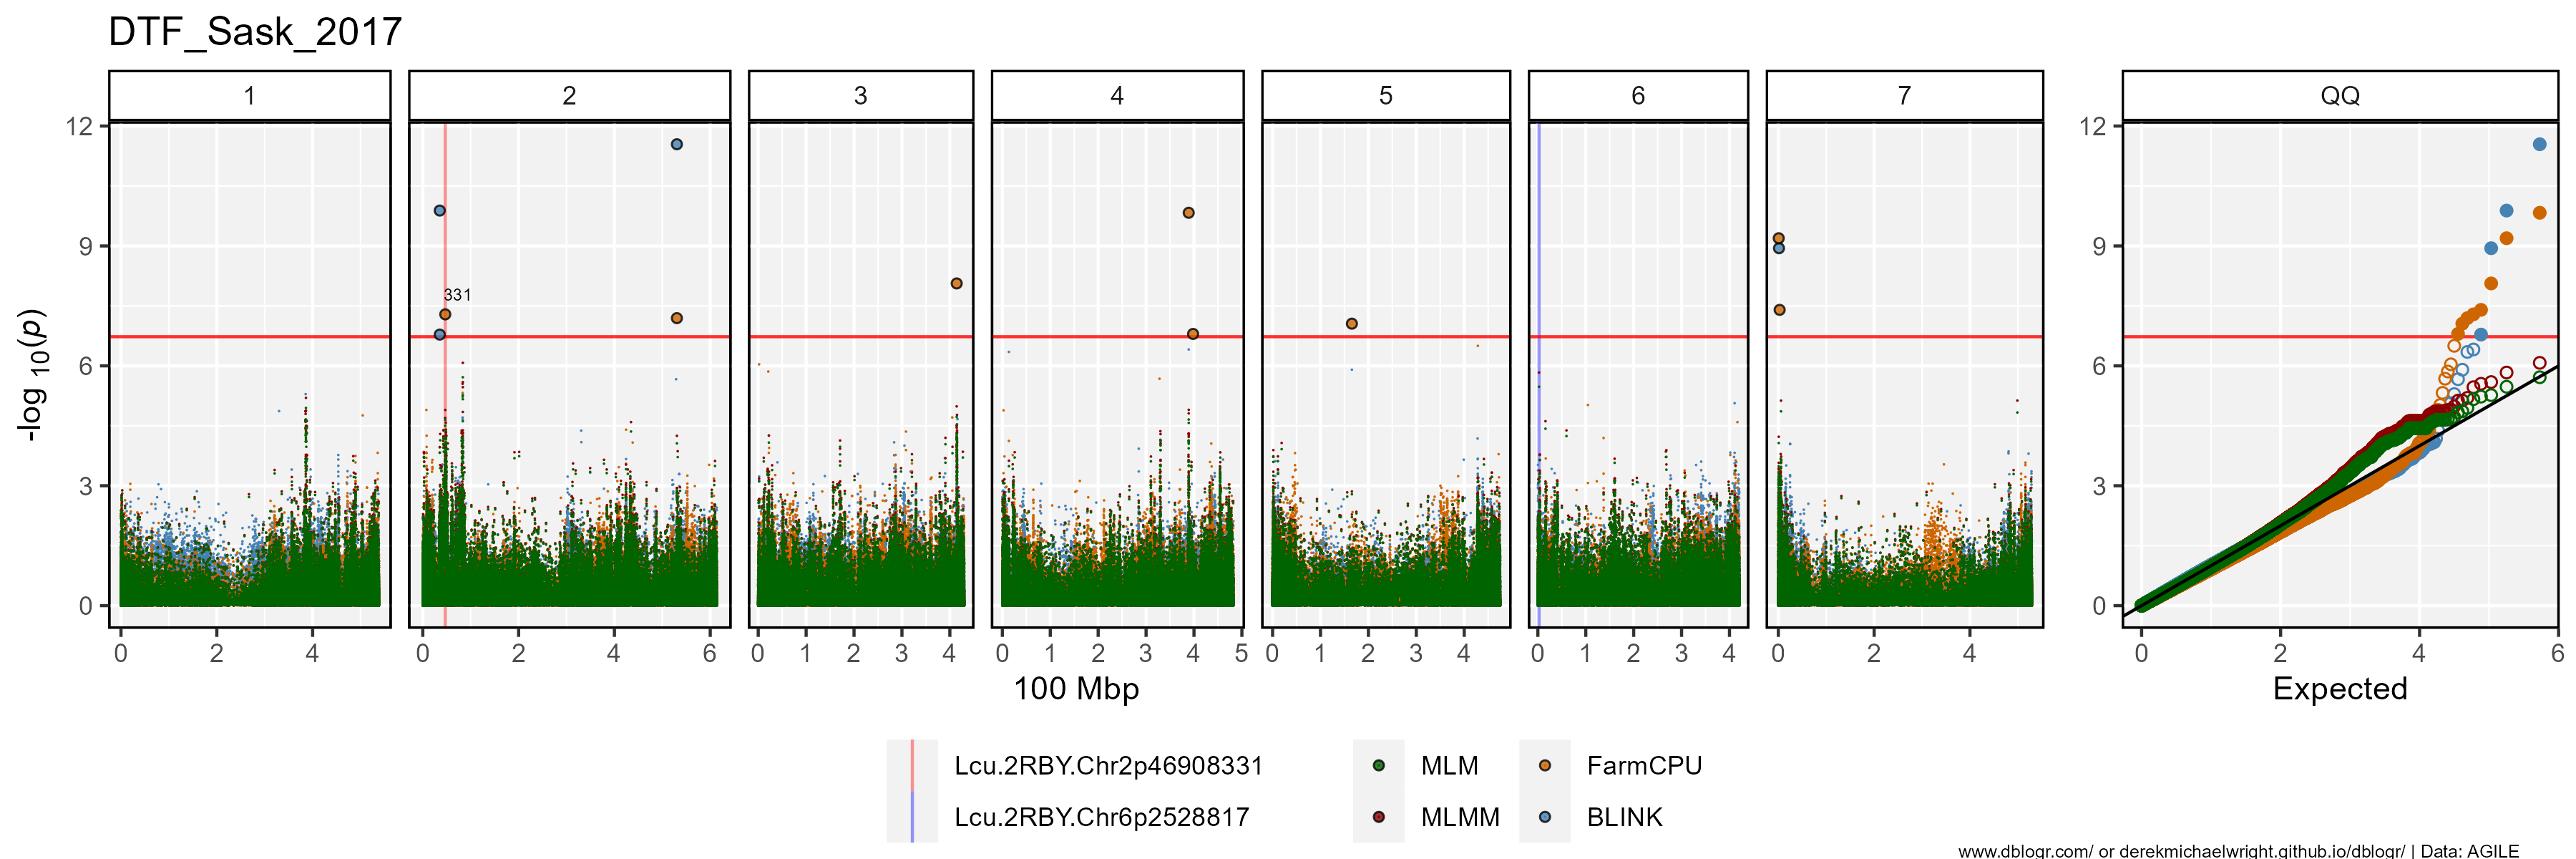 DTF_Sask_2017
1 2 3 4 5 6 7 QQ
12 12
9 9
331
6 6
3 3
0 0
-log 10(p)
0 2 4 0 2 4 6 0 1 2 3 4 0 1 2 3 4 5 0 1 2 3 4 0 1 2 3 4 0 2 4 0 2 4 6
100 Mbp Expected
Lcu.2RBY.Chr2p46908331 MLM FarmCPU
Lcu.2RBY.Chr6p2528817 MLMM BLINK
www.dblogr.com/ or derekmichaelwright.github.io/dblogr/ | Data: AGILE